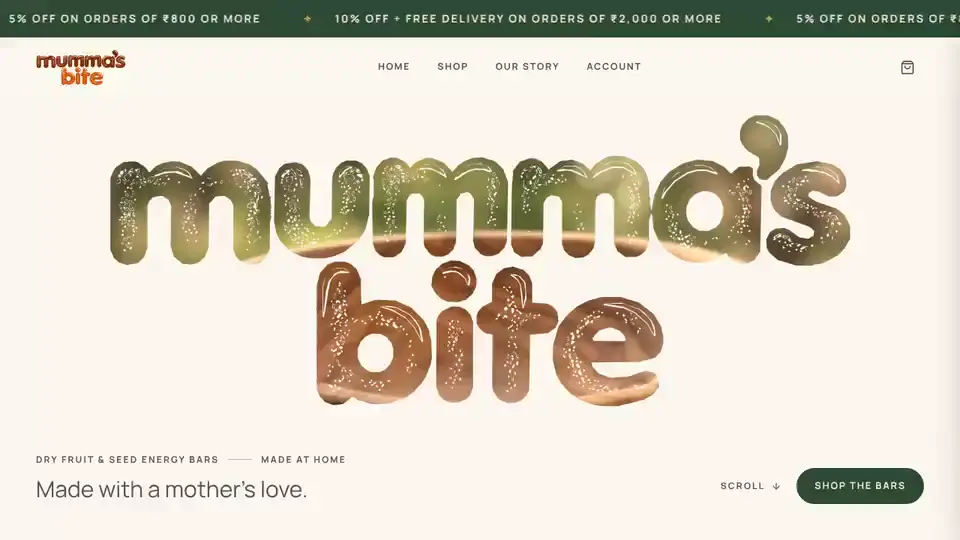 5% OFF ON ORDERS OF ₹800 OR MORE ✦ 10% OFF + FREE DELIVERY ON ORDERS OF ₹2,000 OR MORE ✦ 5% OFF ON ORDERS OF
mumma's
bite
HOME SHOP OUR STORY ACCOUNT
mumma's
bite
DRY FRUIT & SEED ENERGY BARS — MADE AT HOME
Made with a mother's love.
SCROLL ↓ SHOP THE BARS